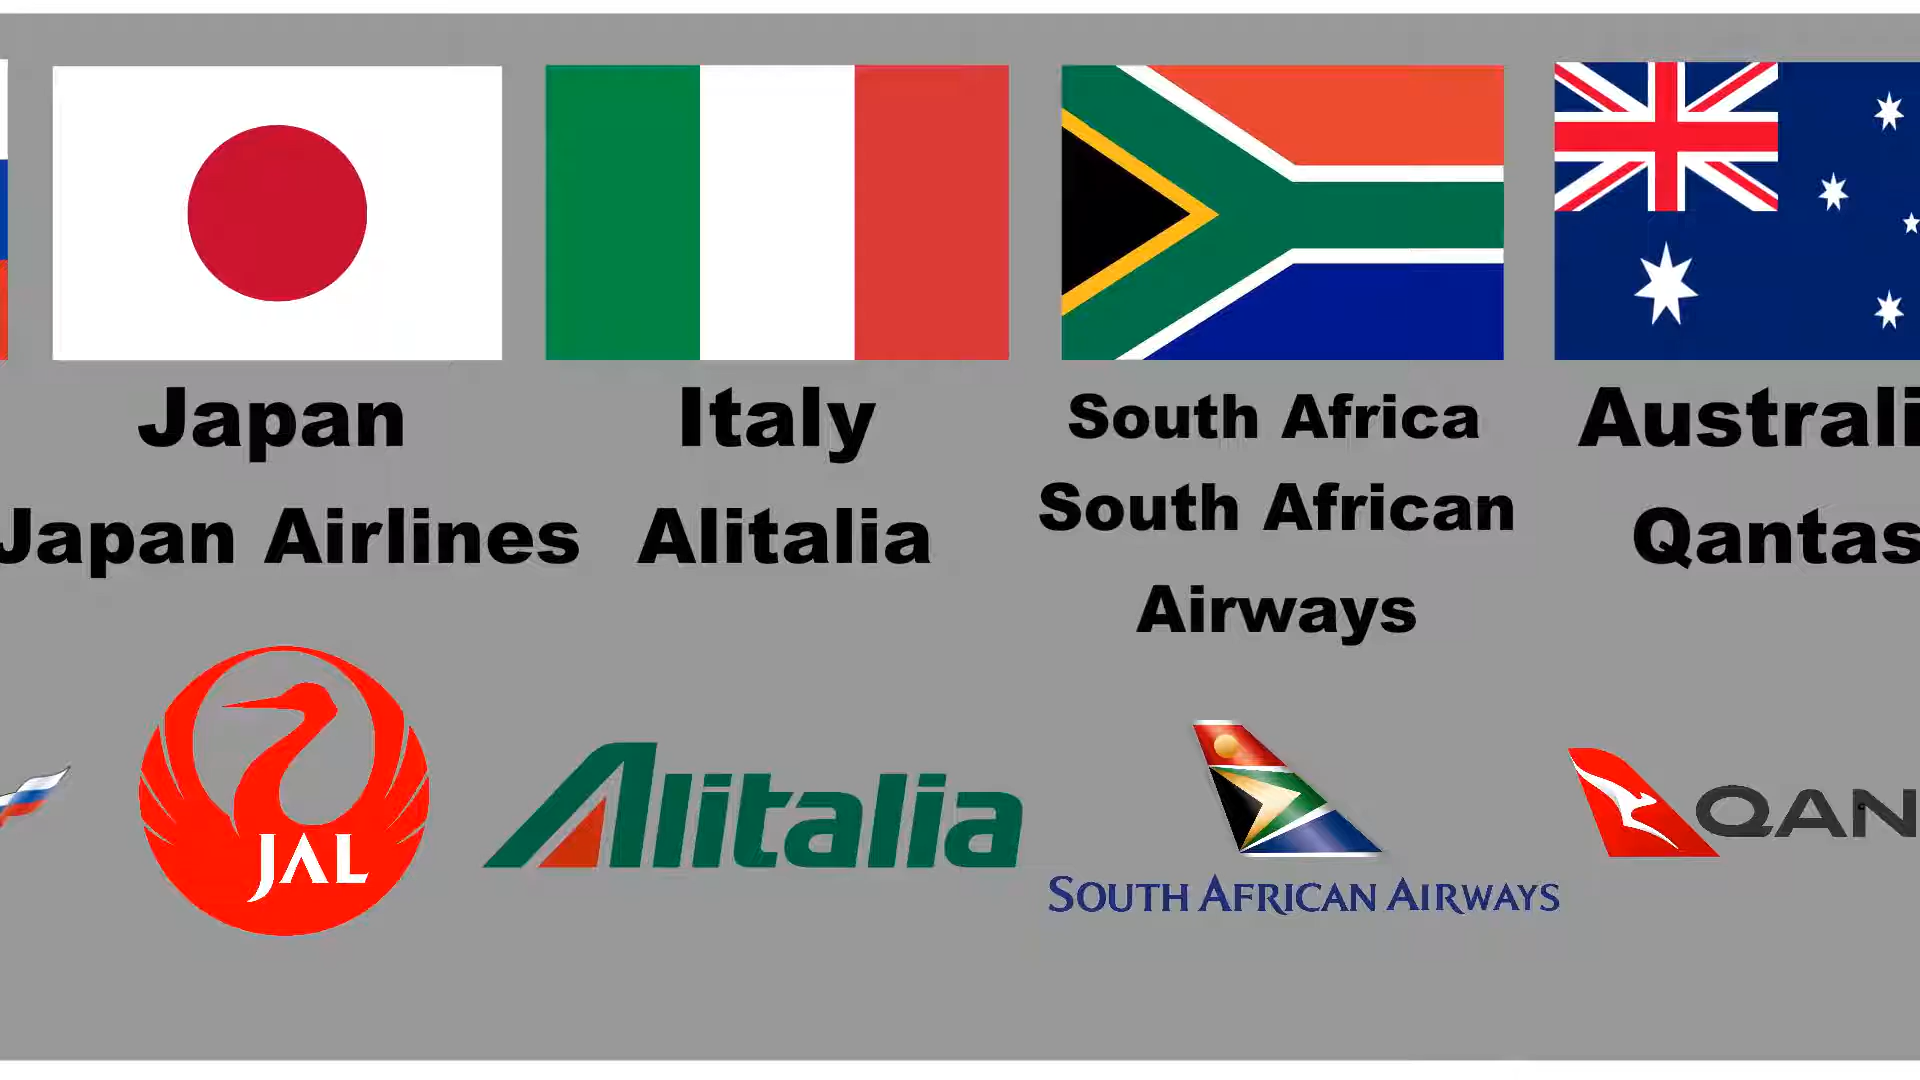 Japan
Italy
South Africa
Australi
Japan Airlines
Alitalia
South African
Airways
Qantas
JAL
Alitalia
SOUTH AFRICAN AIRWAYS
QAN